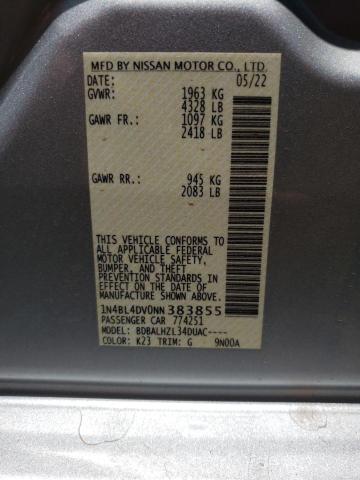 MFD BY NISSAN MOTOR CO., LTD.
DATE: 05/22
GVWR: 1963 KG
4328 LB
GAWR FR.: 1097 KG
2418 LB
GAWR RR.: 945 KG
2083 LB
THIS VEHICLE CONFORMS TO
ALL APPLICABLE FEDERAL
MOTOR VEHICLE SAFETY,
BUMPER, AND THEFT
PREVENTION STANDARDS
IN EFFECT ON THE DATE
OF MANUFACTURE SHOWN ABOVE.
1N4BL4DV0NN383855
PASSENGER CAR 774251
MODEL: BDBALHZL34DUAC----
COLOR: K23 TRIM: G 9N00A